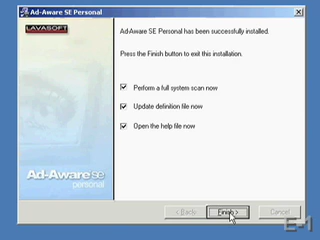 Ad-Aware SE Personal
LAVASOFT
Ad-Aware SE Personal has been successfully installed.
Press the Finish button to exit this installation.
Perform a full system scan now
Update definition file now
Open the help file now
Ad-Aware se
personal
< Back
Finish >
Cancel
E-1